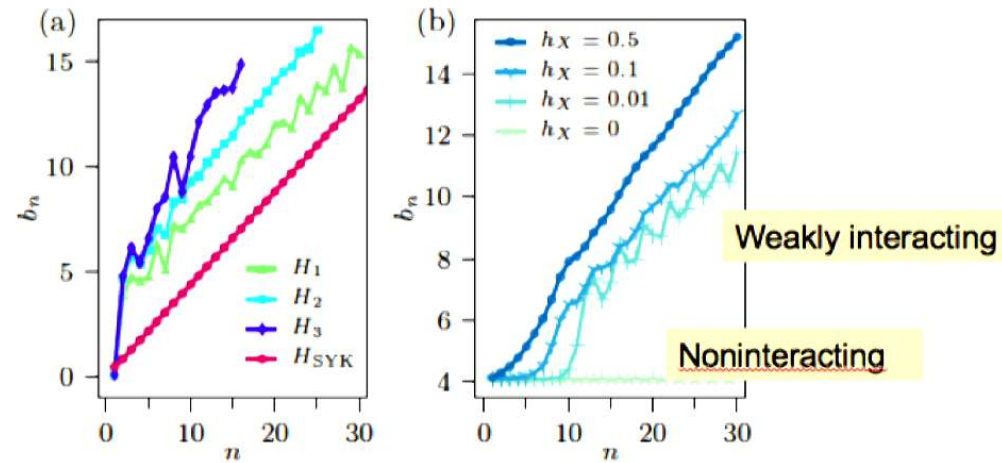 (a)
15
10
5
0
b_n
H_1
H_2
H_3
H_SYK
0 10 20 30
n
(b)
h_X = 0.5
h_X = 0.1
h_X = 0.01
h_X = 0
14
12
10
8
6
4
b_n
0 10 20 30
n
Weakly interacting
Noninteracting